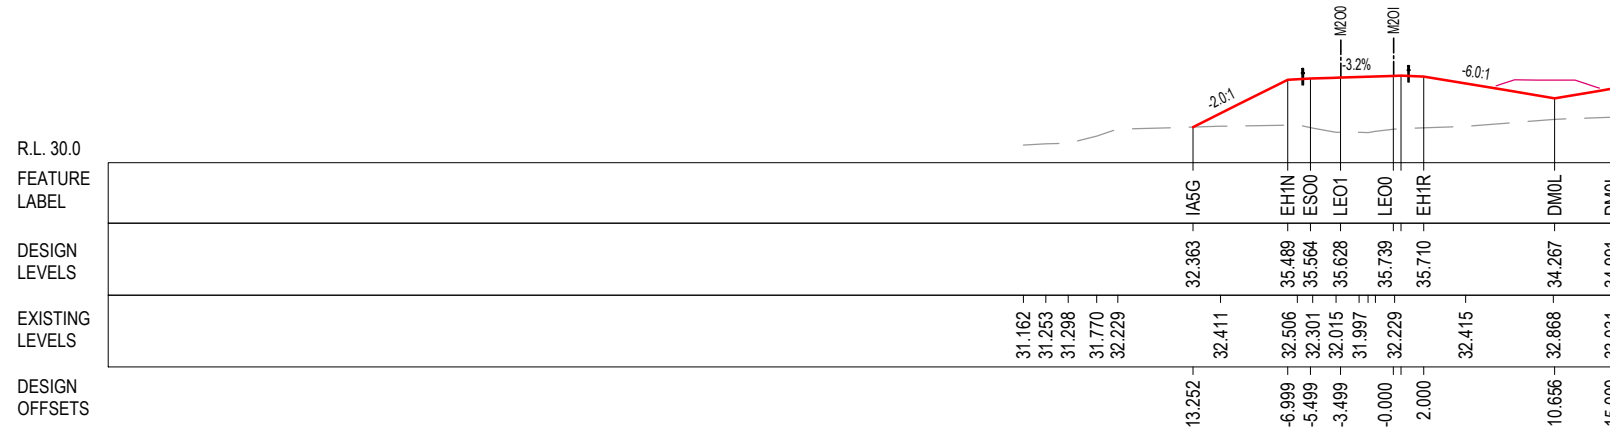 M2O0
M2OI
-2.0:1
-3.2%
-6.0:1
R.L. 30.0
FEATURE
LABEL
IA5G
EH1N
ESO0
LEO1
LEO0
EH1R
DM0L
DESIGN
LEVELS
32.363
35.489
35.564
35.628
35.739
35.710
34.267
EXISTING
LEVELS
31.162
31.253
31.298
31.770
32.229
32.411
32.506
32.301
32.015
31.997
32.229
32.415
32.868
DESIGN
OFFSETS
13.252
-6.999
-5.499
-3.499
-0.000
2.000
10.656